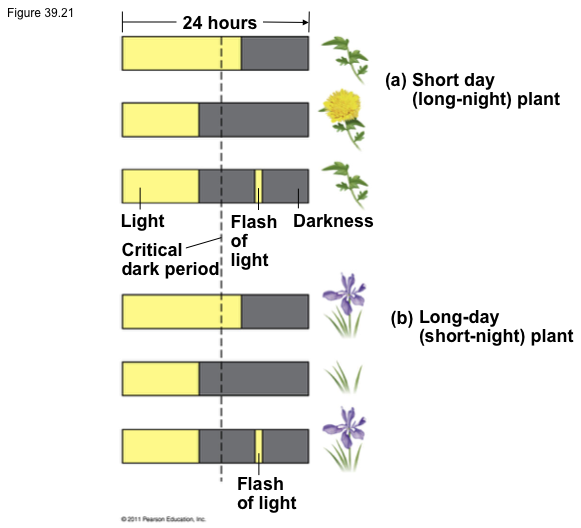 Figure 39.21
24 hours
(a) Short day
(long-night) plant
Light
Flash
of
light
Darkness
Critical
dark period
(b) Long-day
(short-night) plant
Flash
of light
© 2011 Pearson Education, Inc.